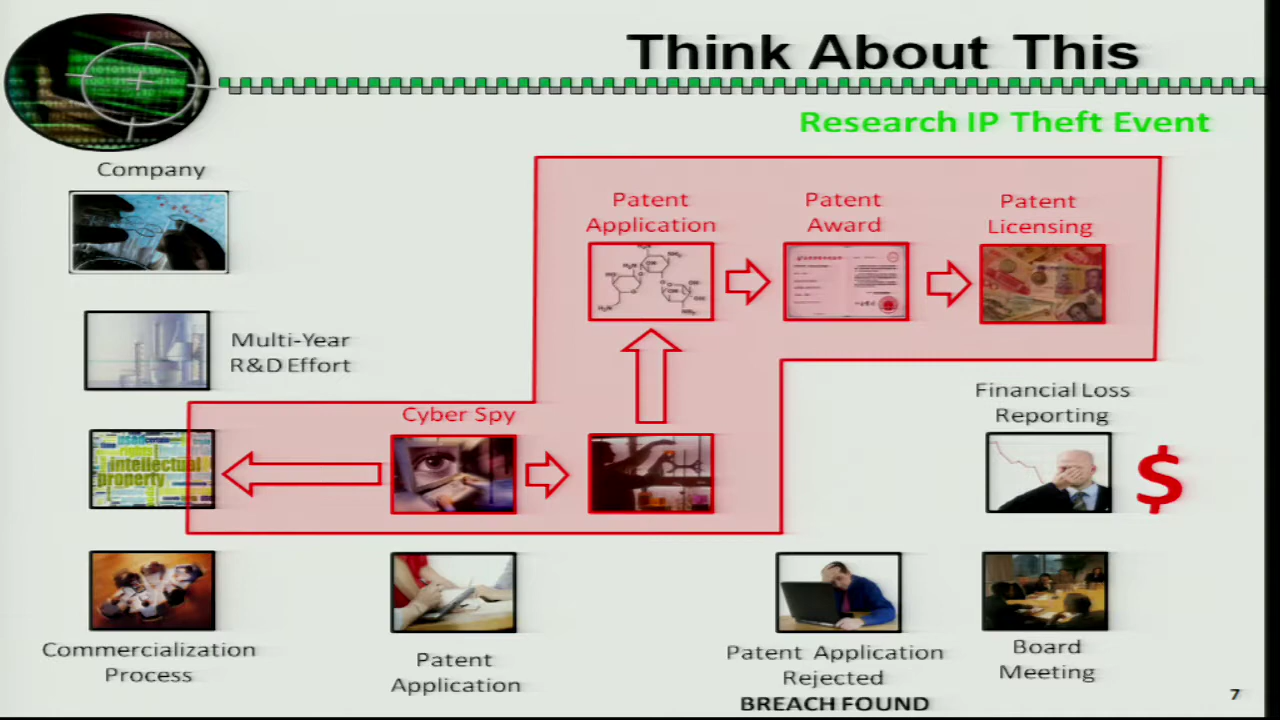 Think About This
Research IP Theft Event
Company
Multi-Year
R&D Effort
intellectual
property
rights
Commercialization
Process
Cyber Spy
Patent
Application
Patent
Award
Patent
Licensing
Patent
Application
Patent Application
Rejected
BREACH FOUND
Financial Loss
Reporting
$
Board
Meeting
7